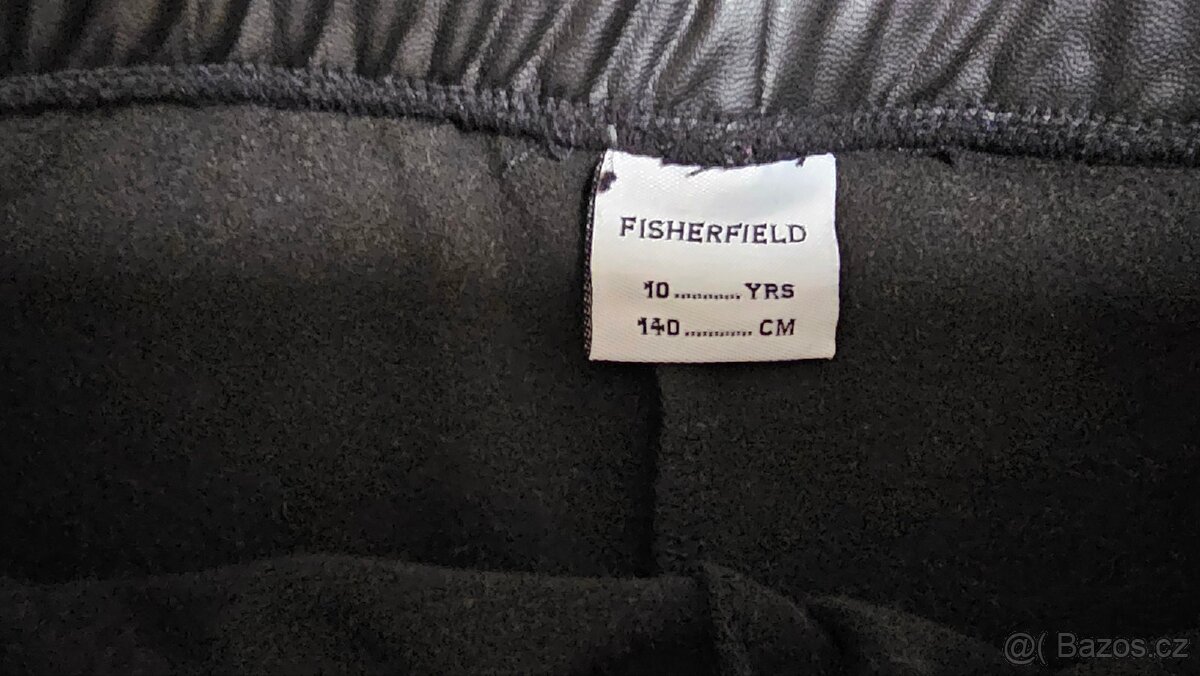 FISHERFIELD
10..........YRS
140...........CM
@( Bazos.cz